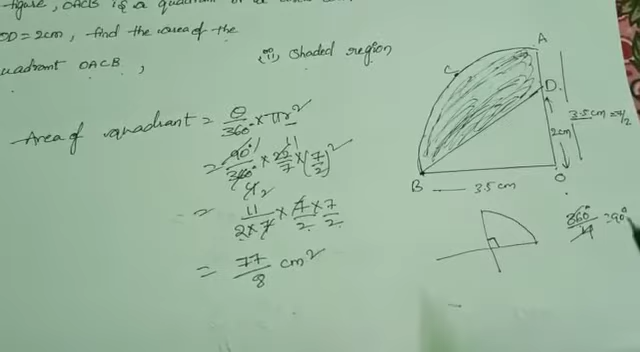 figure, OACB is a quadrant of a
OD = 2cm, find the area of the
quadrant OACB, (ii) Shaded region
Area of quadrant = θ/360° × πr²
= 90°/360° × 22/7 × (7/2)²
= 11/2×7 × 7/2 × 7/2
= 77/8 cm²
A
C
D
3.5cm = 7/2
2cm
B
O
3.5cm
360°/4 = 90°